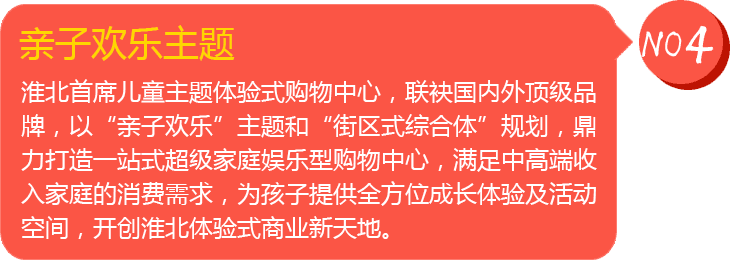 亲子欢乐主题
NO4
淮北首席儿童主题体验式购物中心，联袂国内外顶级品
牌，以“亲子欢乐”主题和“街区式综合体”规划，鼎
力打造一站式超级家庭娱乐型购物中心，满足中高端收
入家庭的消费需求，为孩子提供全方位成长体验及活动
空间，开创淮北体验式商业新天地。